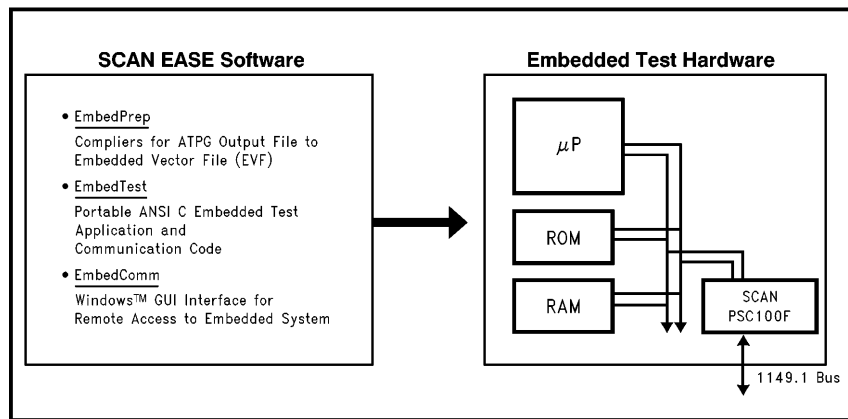 SCAN EASE Software
• EmbedPrep
Compliers for ATPG Output File to
Embedded Vector File (EVF)
• EmbedTest
Portable ANSI C Embedded Test
Application and
Communication Code
• EmbedComm
Windows™ GUI Interface for
Remote Access to Embedded System
Embedded Test Hardware
μP
ROM
RAM
SCAN
PSC100F
1149.1 Bus